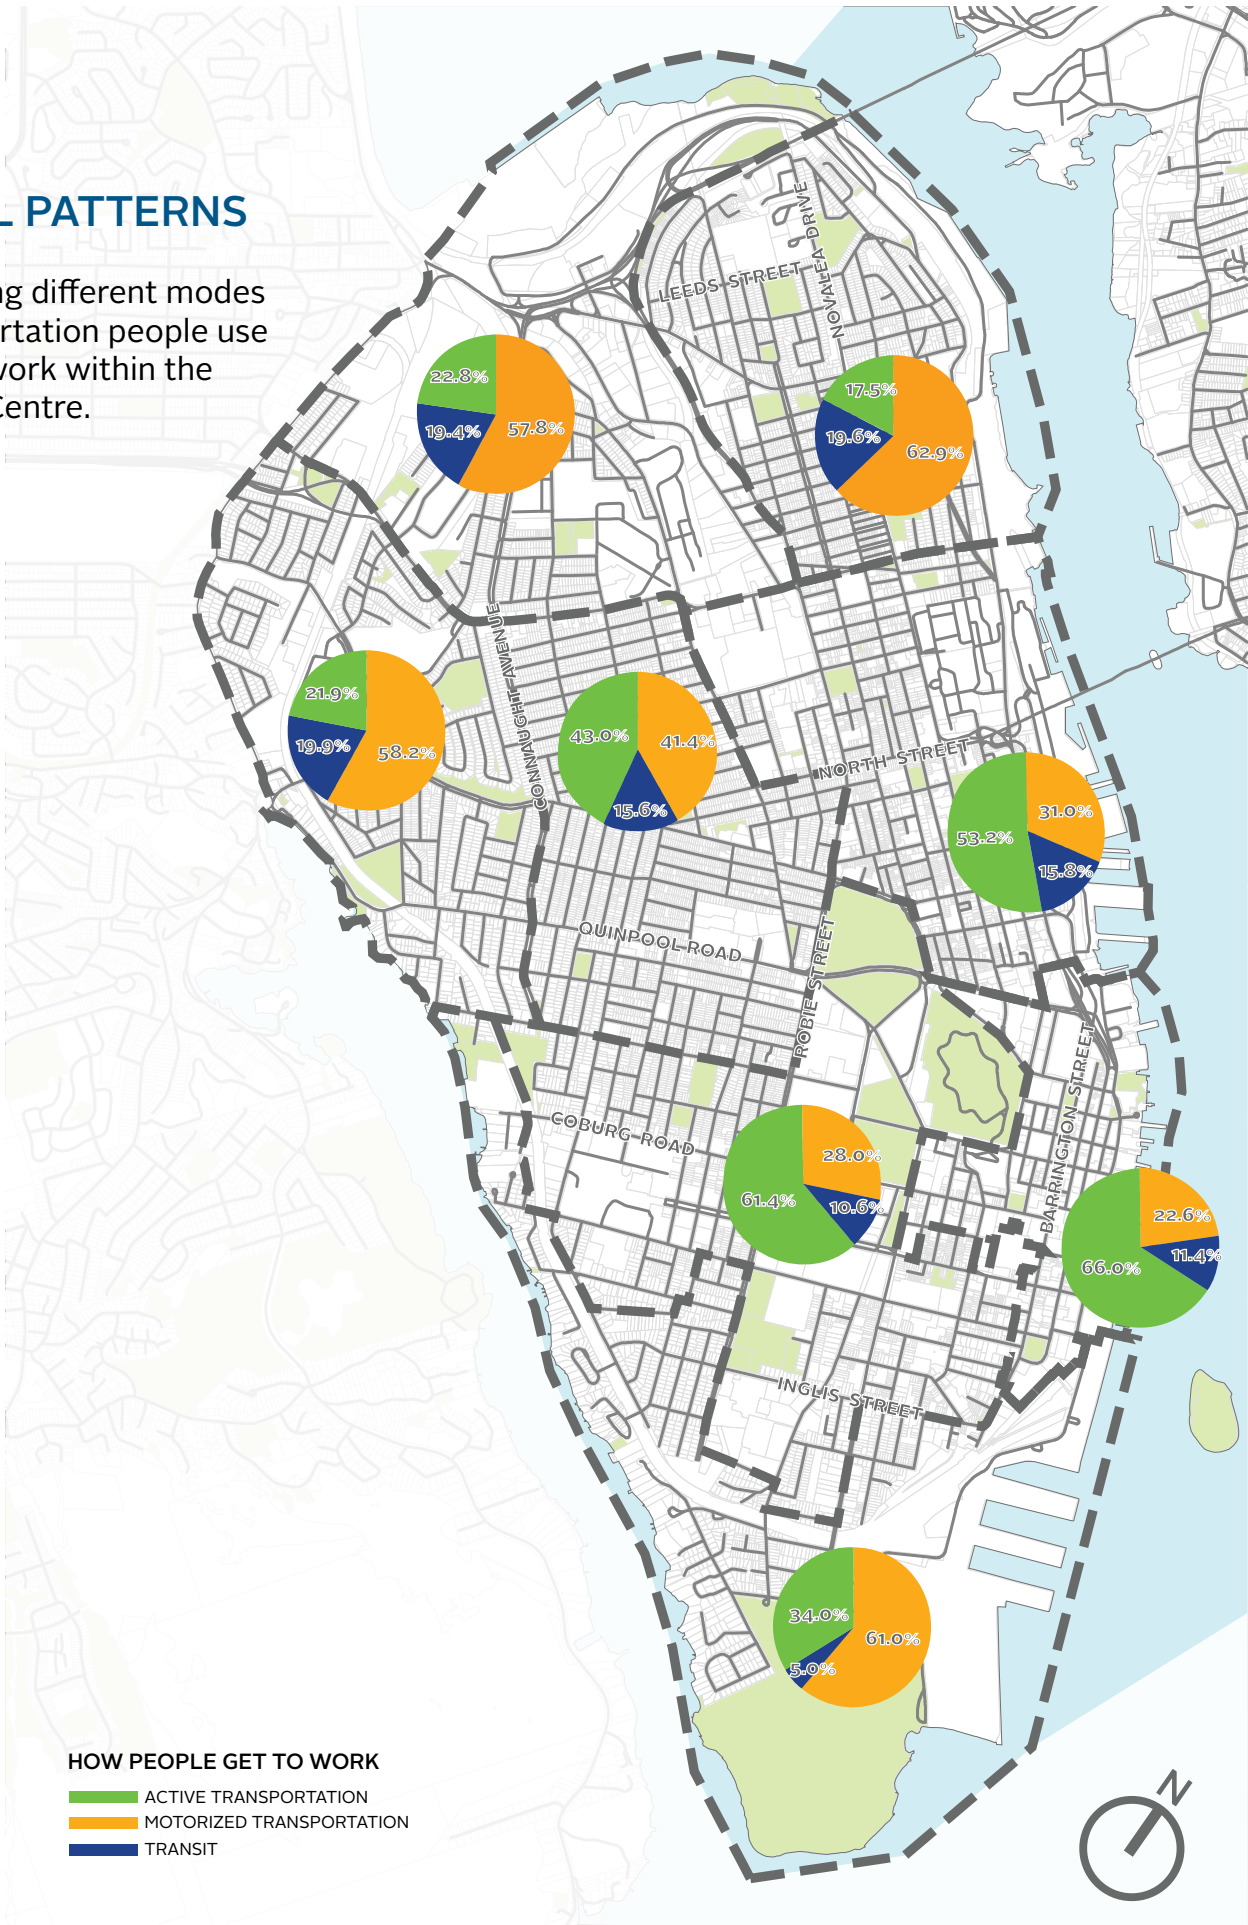 L PATTERNS
ng different modes
rtation people use
work within the
Centre.
LEEDS STREET
NOVALEA DRIVE
22.8%
19.4%
57.8%
17.5%
19.6%
62.9%
CONNAUGHT AVENUE
21.9%
19.9%
58.2%
43.0%
41.4%
15.6%
NORTH STREET
53.2%
31.0%
15.8%
QUINPOOL ROAD
ROBIE STREET
BARRINGTON STREET
COBURG ROAD
61.4%
28.0%
10.6%
66.0%
22.6%
11.4%
INGLIS STREET
34.0%
61.0%
5.0%
HOW PEOPLE GET TO WORK
ACTIVE TRANSPORTATION
MOTORIZED TRANSPORTATION
TRANSIT
N